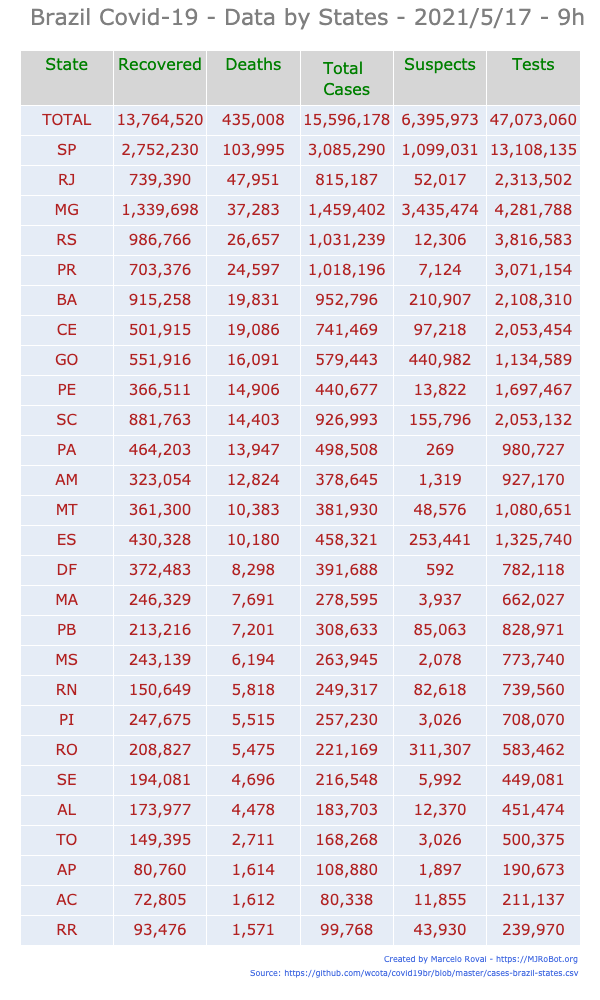 Brazil Covid-19 - Data by States - 2021/5/17 - 9h
State Recovered Deaths Total Cases Suspects Tests
TOTAL 13,764,520 435,008 15,596,178 6,395,973 47,073,060
SP 2,752,230 103,995 3,085,290 1,099,031 13,108,135
RJ 739,390 47,951 815,187 52,017 2,313,502
MG 1,339,698 37,283 1,459,402 3,435,474 4,281,788
RS 986,766 26,657 1,031,239 12,306 3,816,583
PR 703,376 24,597 1,018,196 7,124 3,071,154
BA 915,258 19,831 952,796 210,907 2,108,310
CE 501,915 19,086 741,469 97,218 2,053,454
GO 551,916 16,091 579,443 440,982 1,134,589
PE 366,511 14,906 440,677 13,822 1,697,467
SC 881,763 14,403 926,993 155,796 2,053,132
PA 464,203 13,947 498,508 269 980,727
AM 323,054 12,824 378,645 1,319 927,170
MT 361,300 10,383 381,930 48,576 1,080,651
ES 430,328 10,180 458,321 253,441 1,325,740
DF 372,483 8,298 391,688 592 782,118
MA 246,329 7,691 278,595 3,937 662,027
PB 213,216 7,201 308,633 85,063 828,971
MS 243,139 6,194 263,945 2,078 773,740
RN 150,649 5,818 249,317 82,618 739,560
PI 247,675 5,515 257,230 3,026 708,070
RO 208,827 5,475 221,169 311,307 583,462
SE 194,081 4,696 216,548 5,992 449,081
AL 173,977 4,478 183,703 12,370 451,474
TO 149,395 2,711 168,268 3,026 500,375
AP 80,760 1,614 108,880 1,897 190,673
AC 72,805 1,612 80,338 11,855 211,137
RR 93,476 1,571 99,768 43,930 239,970
Created by Marcelo Rovai - https://MJRoBot.org
Source: https://github.com/wcota/covid19br/blob/master/cases-brazil-states.csv